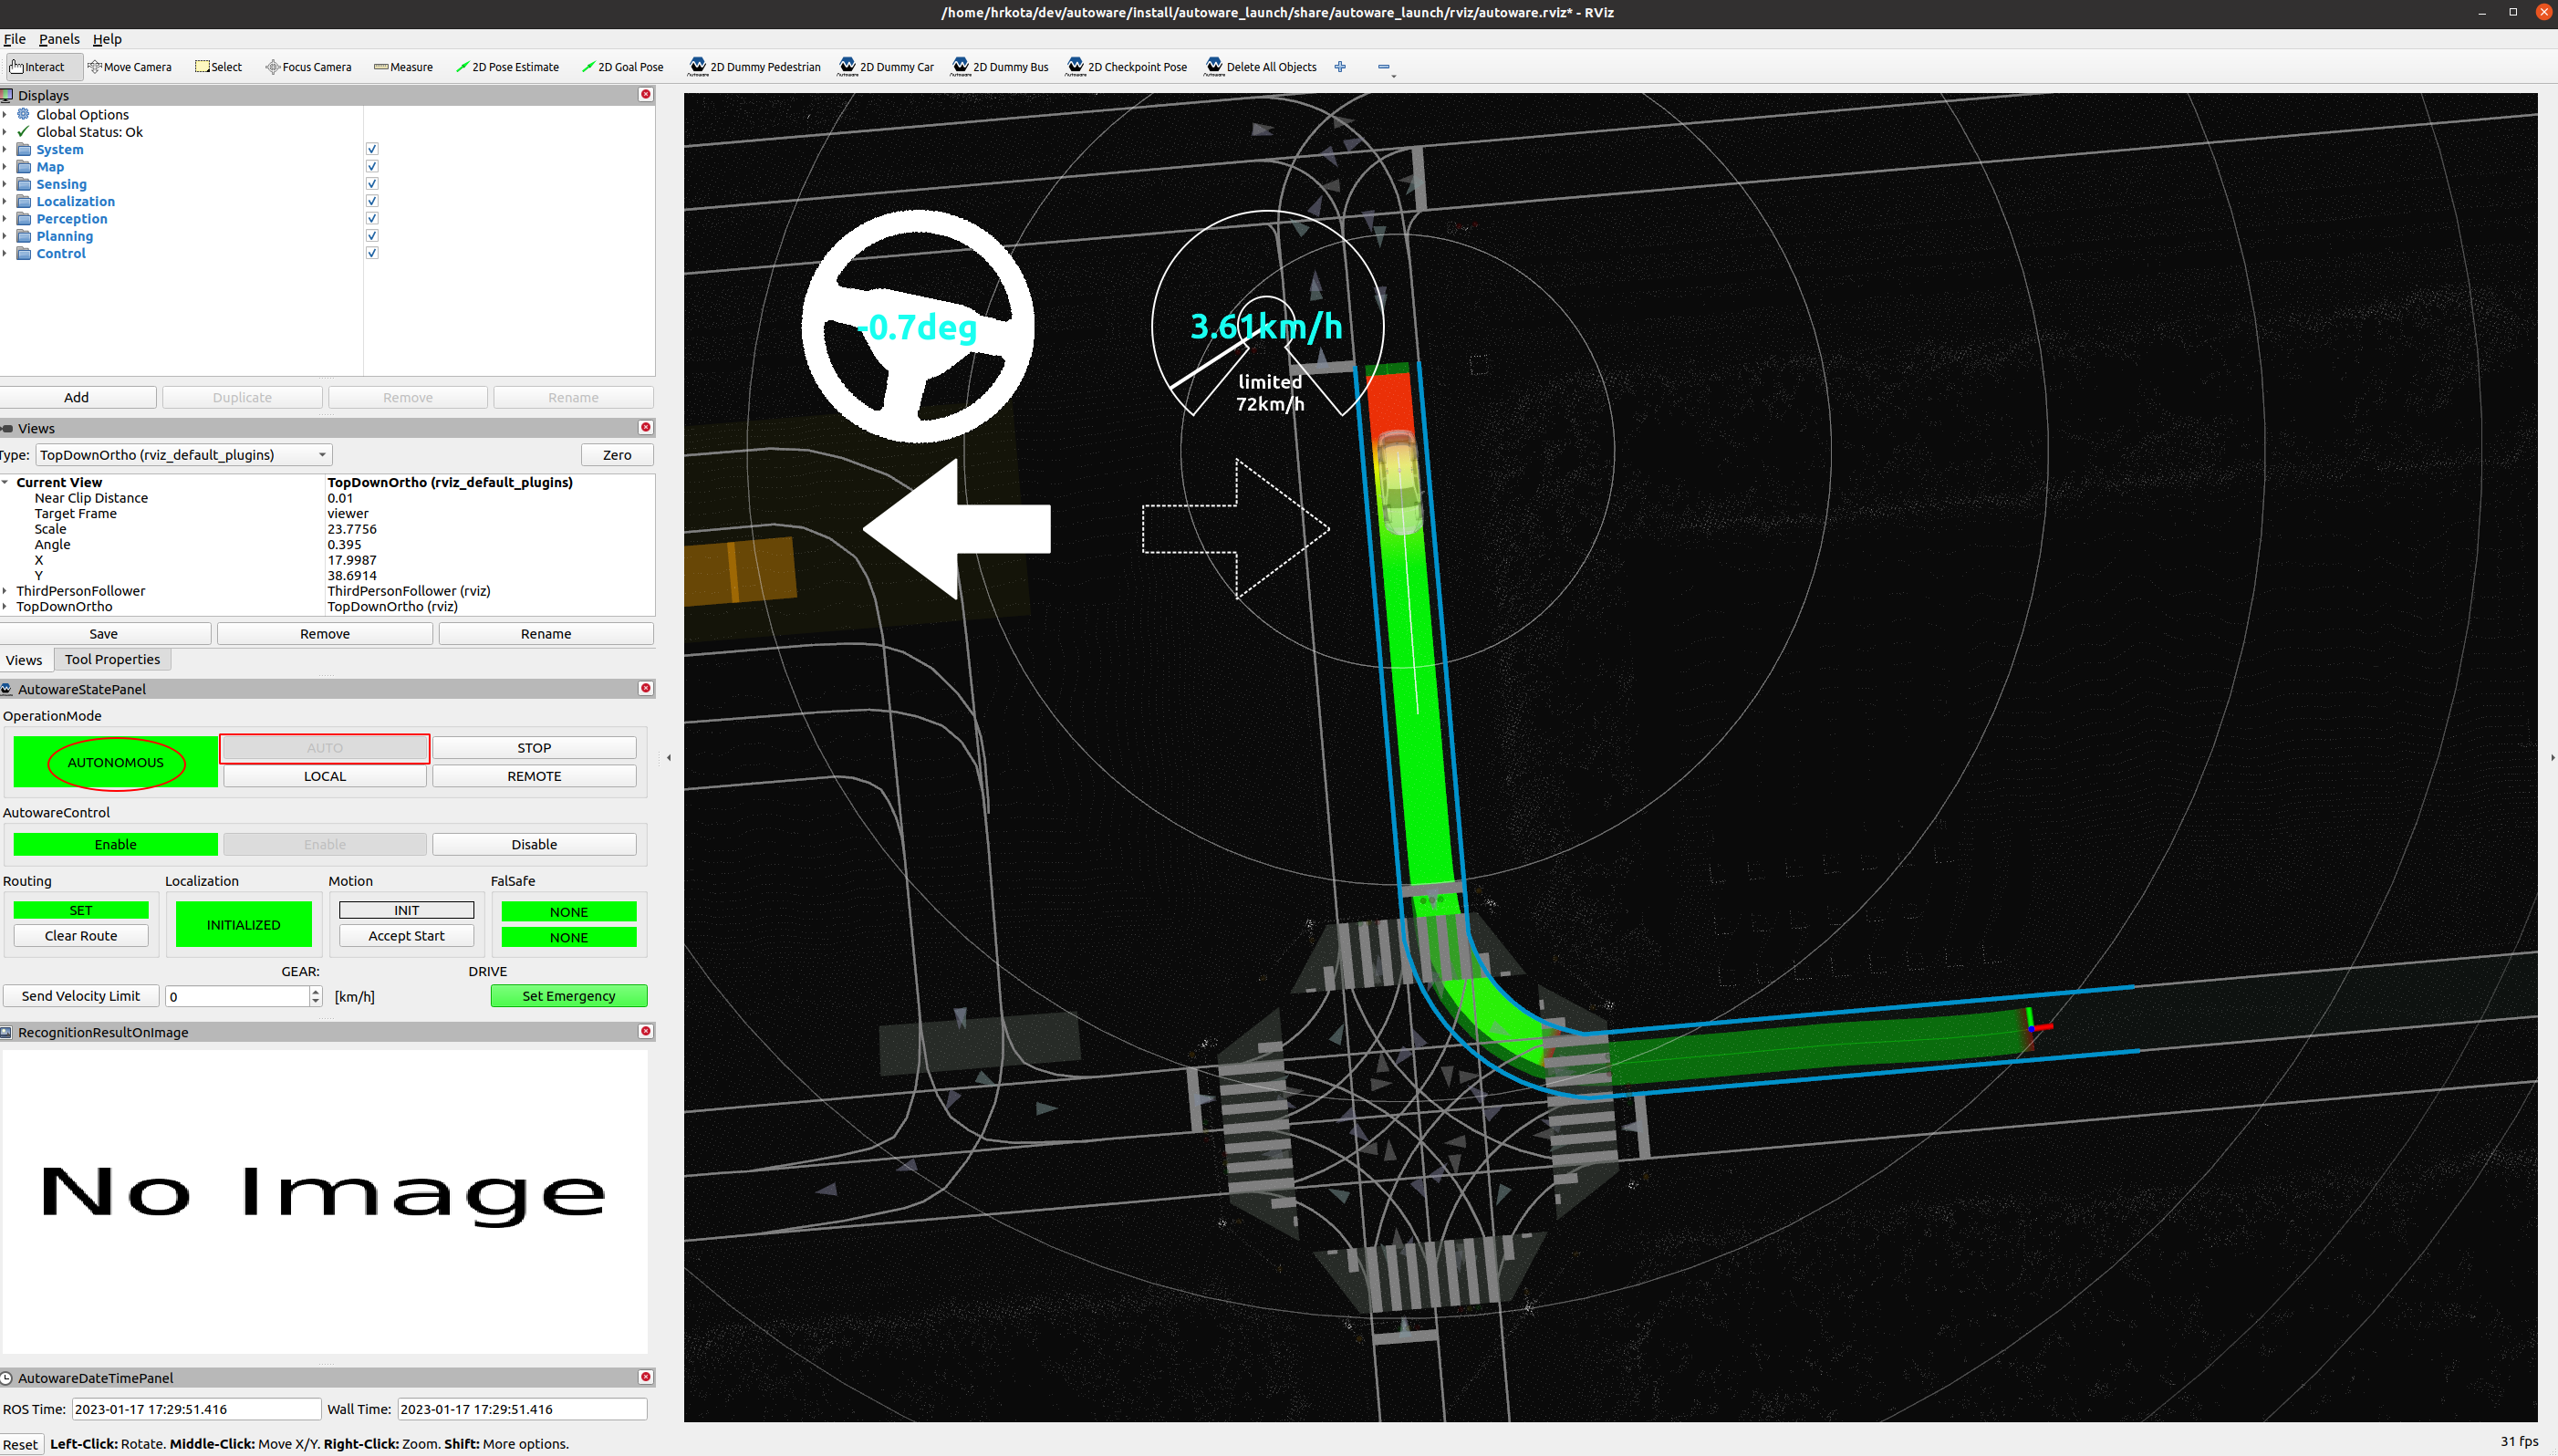 /home/hrkota/dev/autoware/install/autoware_launch/share/autoware_launch/rviz/autoware.rviz* - RViz
File Panels Help
Interact Move Camera Select Focus Camera Measure 2D Pose Estimate 2D Goal Pose 2D Dummy Pedestrian 2D Dummy Car 2D Dummy Bus 2D Checkpoint Pose Delete All Objects
Displays
Global Options
Global Status: Ok
System
Map
Sensing
Localization
Perception
Planning
Control
Add Duplicate Remove Rename
Views
Type: TopDownOrtho (rviz_default_plugins) Zero
Current View TopDownOrtho (rviz_default_plugins)
Near Clip Distance 0.01
Target Frame viewer
Scale 23.7756
Angle 0.395
X 17.9987
Y 38.6914
ThirdPersonFollower ThirdPersonFollower (rviz)
TopDownOrtho TopDownOrtho (rviz)
Save Remove Rename
Views Tool Properties
AutowareStatePanel
OperationMode
AUTONOMOUS AUTO STOP
LOCAL REMOTE
AutowareControl
Enable Enable Disable
Routing Localization Motion FalSafe
SET INITIALIZED INIT NONE
Clear Route Accept Start NONE
GEAR: DRIVE
Send Velocity Limit 0 [km/h] Set Emergency
RecognitionResultOnImage
No Image
AutowareDateTimePanel
ROS Time: 2023-01-17 17:29:51.416 Wall Time: 2023-01-17 17:29:51.416
Reset Left-Click: Rotate. Middle-Click: Move X/Y. Right-Click: Zoom. Shift: More options.
-0.7deg
3.61km/h
limited
72km/h
31 fps